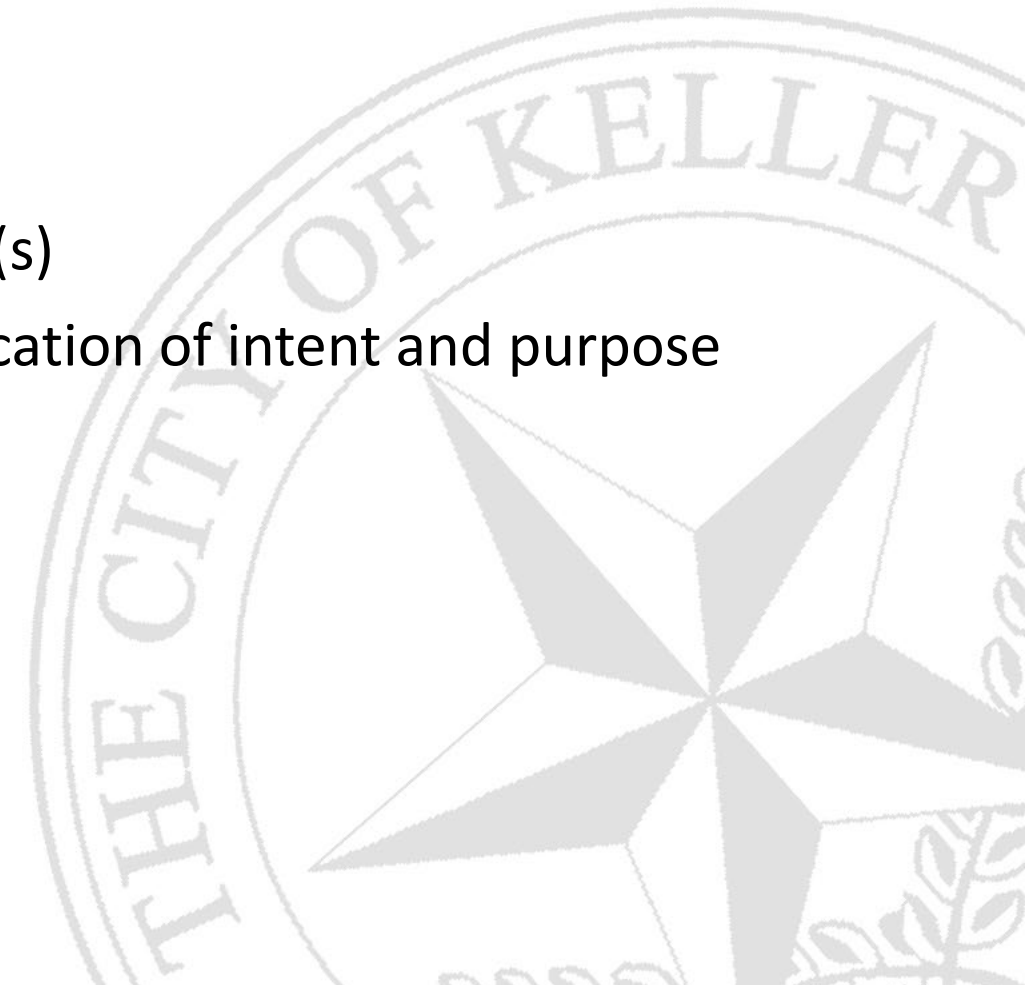 THE CITY OF KELLER
(s)
cation of intent and purpose